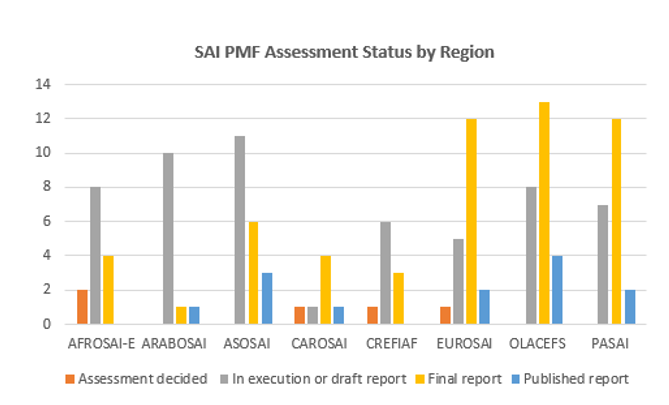 SAI PMF Assessment Status by Region
14
12
10
8
6
4
2
0
AFROSAI-E ARABOSAI ASOSAI CAROSAI CREFIAF EUROSAI OLACEFS PASAI
Assessment decided In execution or draft report Final report Published report